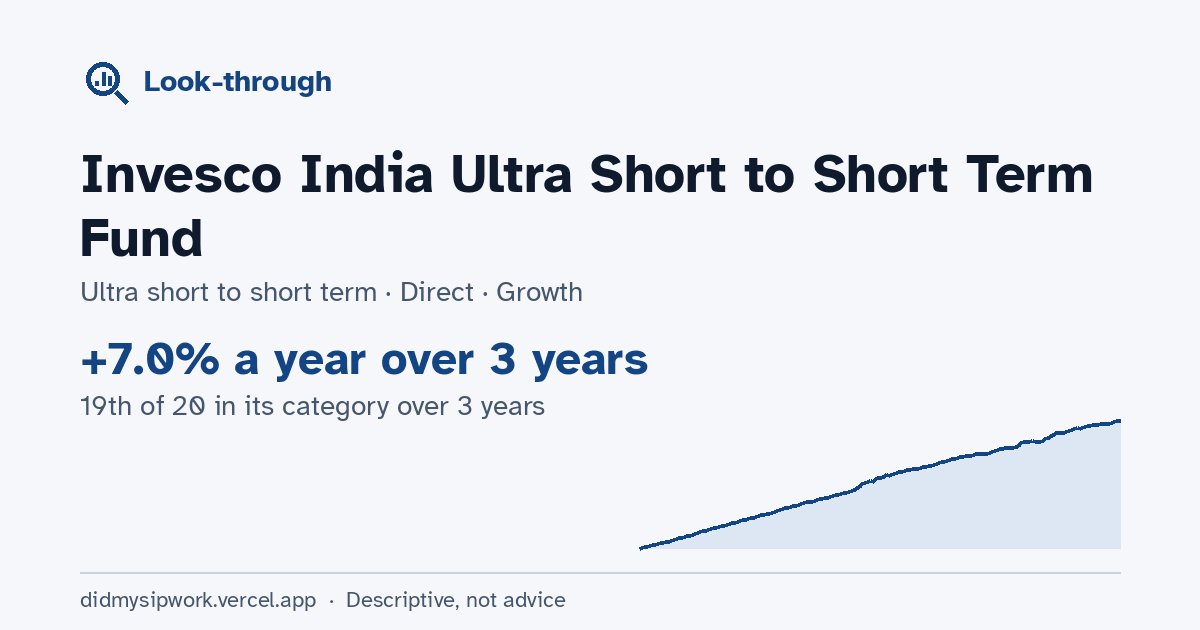 Look-through
Invesco India Ultra Short to Short Term
Fund
Ultra short to short term · Direct · Growth
+7.0% a year over 3 years
19th of 20 in its category over 3 years
didmysipwork.vercel.app · Descriptive, not advice